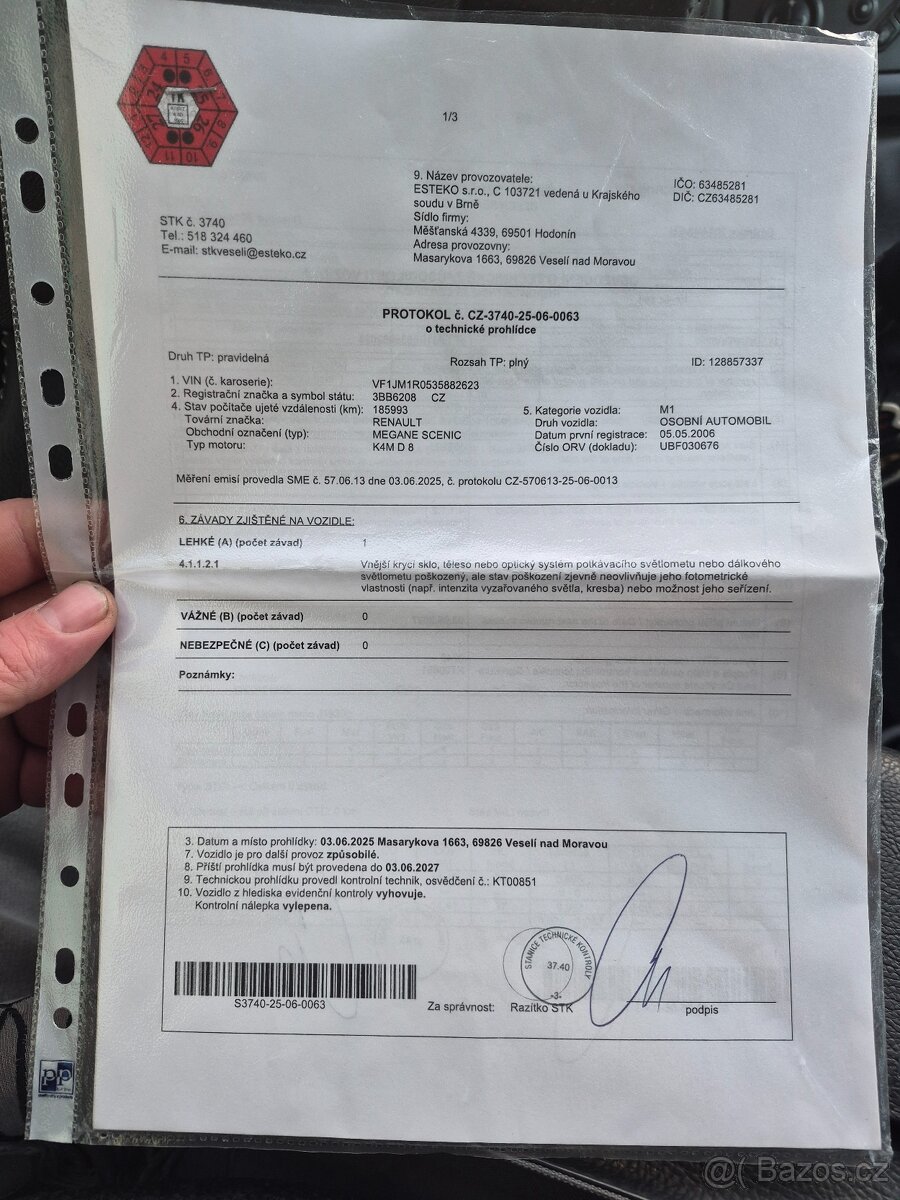 1/3
STK č. 3740
Tel.: 518 324 460
E-mail: stkveseli@esteko.cz
9. Název provozovatele:
ESTEKO s.r.o., C 103721 vedená u Krajského
soudu v Brně
Sídlo firmy:
Měšťanská 4339, 69501 Hodonín
Adresa provozovny:
Masarykova 1663, 69826 Veselí nad Moravou
IČO: 63485281
DIČ: CZ63485281
PROTOKOL č. CZ-3740-25-06-0063
o technické prohlídce
Druh TP: pravidelná
Rozsah TP: plný
ID: 128857337
1. VIN (č. karoserie): VF1JM1R0535882623
2. Registrační značka a symbol státu: 3BB6208 CZ
4. Stav počítače ujeté vzdálenosti (km): 185993
Tovární značka: RENAULT
Obchodní označení (typ): MEGANE SCENIC
Typ motoru: K4M D 8
5. Kategorie vozidla: M1
Druh vozidla: OSOBNÍ AUTOMOBIL
Datum první registrace: 05.05.2006
Číslo ORV (dokladu): UBF030676
Měření emisí provedla SME č. 57.06.13 dne 03.06.2025, č. protokolu CZ-570613-25-06-0013
6. ZÁVADY ZJIŠTĚNÉ NA VOZIDLE:
LEHKÉ (A) (počet závad) 1
4.1.1.2.1 Vnější krycí sklo, těleso nebo optický systém potkávacího světlometu nebo dálkového
světlometu poškozený, ale stav poškození zjevně neovlivňuje jeho fotometrické
vlastnosti (např. intenzita vyzařovaného světla, kresba) nebo možnost jeho seřízení.
VÁŽNÉ (B) (počet závad) 0
NEBEZPEČNÉ (C) (počet závad) 0
Poznámky:
3. Datum a místo prohlídky: 03.06.2025 Masarykova 1663, 69826 Veselí nad Moravou
7. Vozidlo je pro další provoz způsobilé.
8. Příští prohlídka musí být provedena do 03.06.2027
9. Technickou prohlídku provedl kontrolní technik, osvědčení č.: KT00851
10. Vozidlo z hlediska evidenční kontroly vyhovuje.
Kontrolní nálepka vylepena.
S3740-25-06-0063
Za správnost:
STANICE TECHNICKÉ KONTROLY
37.40
-3-
Razítko STK
podpis
pp
@( Bazos.cz